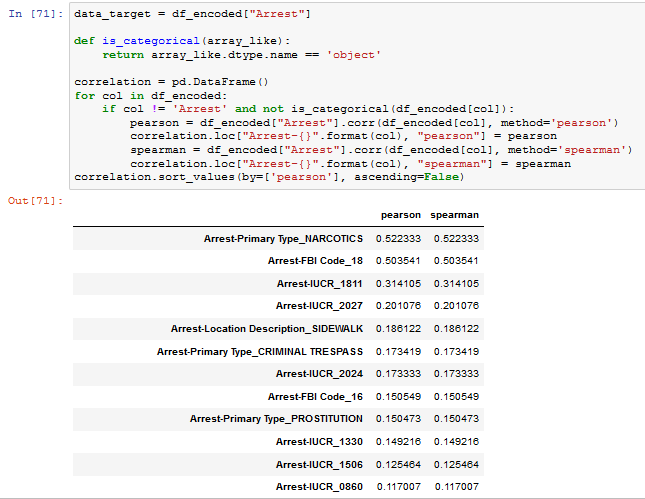 In [71]: data_target = df_encoded["Arrest"]
def is_categorical(array_like):
    return array_like.dtype.name == 'object'
correlation = pd.DataFrame()
for col in df_encoded:
    if col != 'Arrest' and not is_categorical(df_encoded[col]):
        pearson = df_encoded["Arrest"].corr(df_encoded[col], method='pearson')
        correlation.loc["Arrest-{}".format(col), "pearson"] = pearson
        spearman = df_encoded["Arrest"].corr(df_encoded[col], method='spearman')
        correlation.loc["Arrest-{}".format(col), "spearman"] = spearman
correlation.sort_values(by=['pearson'], ascending=False)
Out[71]:
pearson spearman
Arrest-Primary Type_NARCOTICS 0.522333 0.522333
Arrest-FBI Code_18 0.503541 0.503541
Arrest-IUCR_1811 0.314105 0.314105
Arrest-IUCR_2027 0.201076 0.201076
Arrest-Location Description_SIDEWALK 0.186122 0.186122
Arrest-Primary Type_CRIMINAL TRESPASS 0.173419 0.173419
Arrest-IUCR_2024 0.173333 0.173333
Arrest-FBI Code_16 0.150549 0.150549
Arrest-Primary Type_PROSTITUTION 0.150473 0.150473
Arrest-IUCR_1330 0.149216 0.149216
Arrest-IUCR_1506 0.125464 0.125464
Arrest-IUCR_0860 0.117007 0.117007